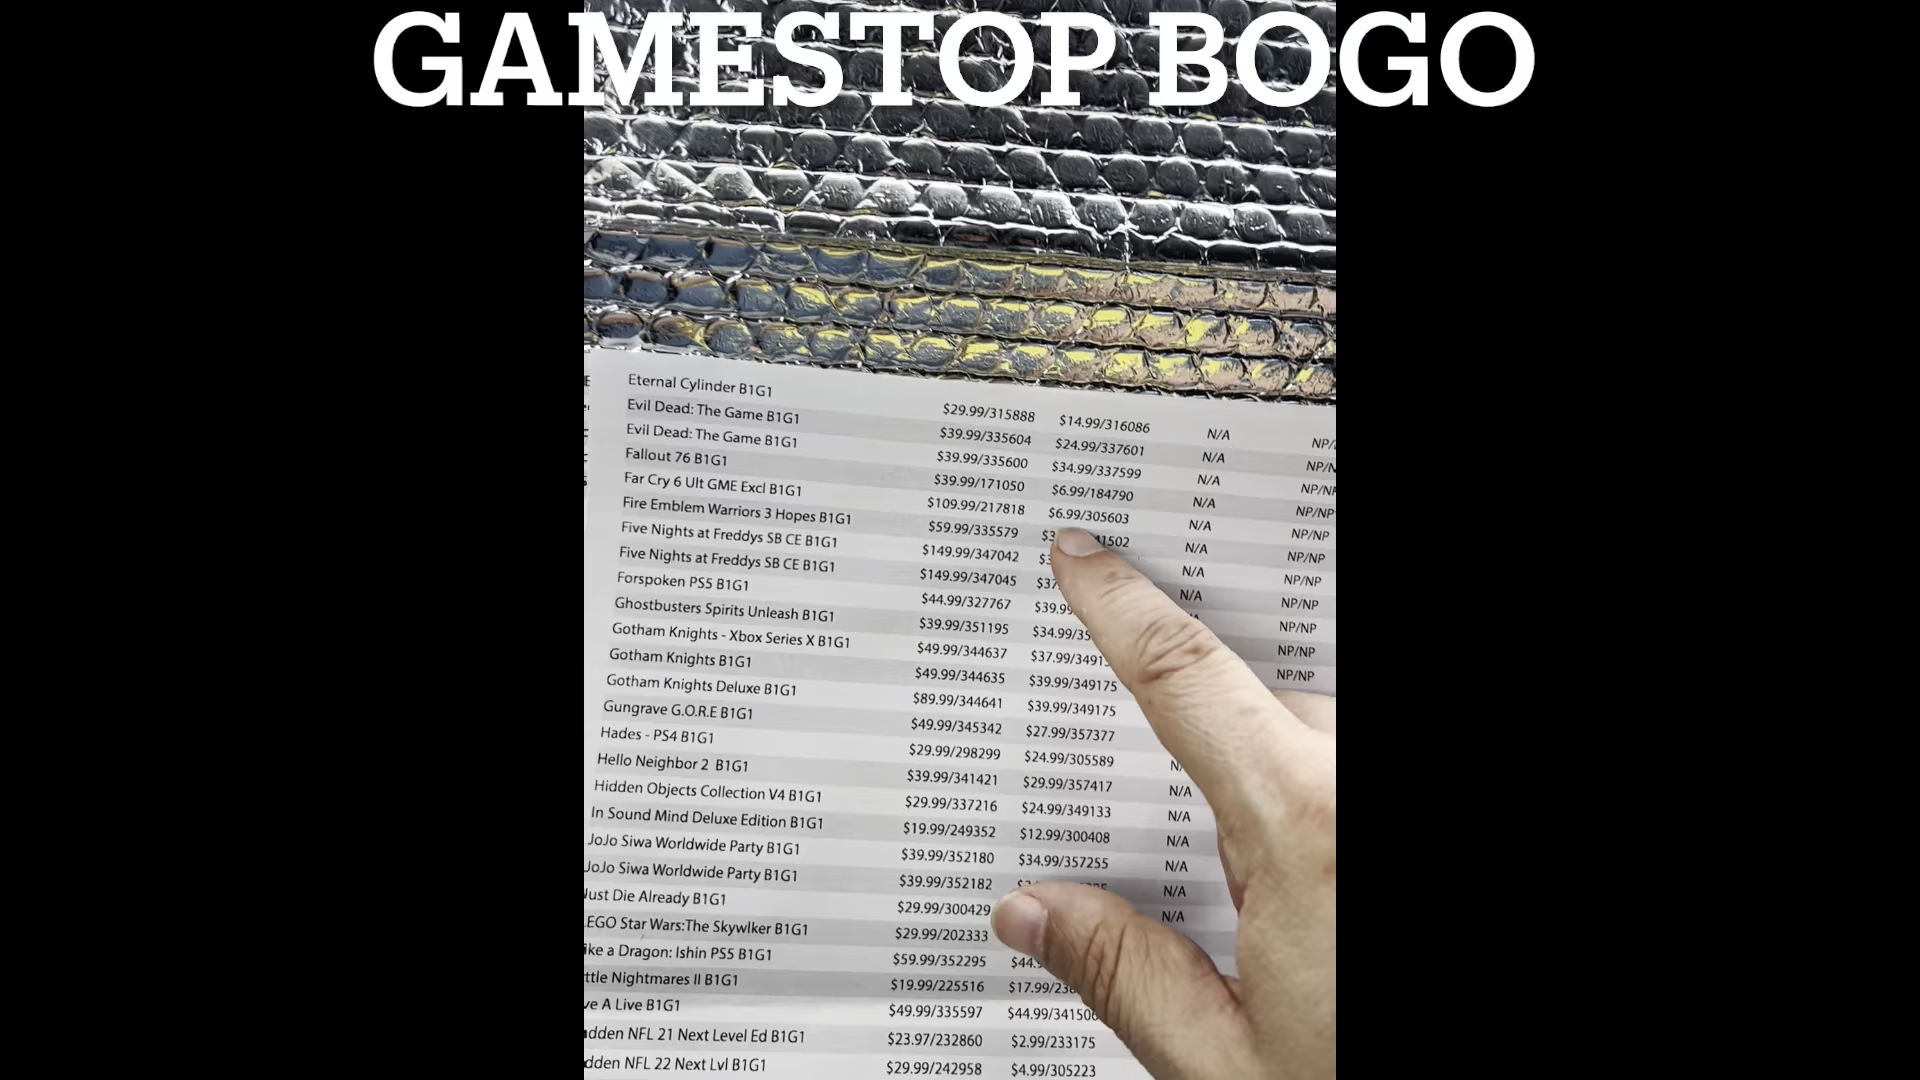 GAMESTOP BOGO
Eternal Cylinder B1G1 $29.99/315888 $14.99/316086 N/A NP/
Evil Dead: The Game B1G1 $39.99/335604 $24.99/337601 N/A NP/N
Evil Dead: The Game B1G1 $39.99/335600 $34.99/337599 N/A NP/NP
Fallout 76 B1G1 $39.99/171050 $6.99/184790 N/A NP/NP
Far Cry 6 Ult GME Excl B1G1 $109.99/217818 $6.99/305603 N/A NP/NP
Fire Emblem Warriors 3 Hopes B1G1 $59.99/335579 N/A NP/NP
Five Nights at Freddys SB CE B1G1 $149.99/347042 N/A NP/NP
Five Nights at Freddys SB CE B1G1 $149.99/347045 $37. N/A NP/NP
Forspoken PS5 B1G1 $44.99/327767 $39.99 NP/NP
Ghostbusters Spirits Unleash B1G1 $39.99/351195 $34.99/35 NP/NP
Gotham Knights - Xbox Series X B1G1 $49.99/344637 $37.99/3491 NP/NP
Gotham Knights B1G1 $49.99/344635 $39.99/349175
Gotham Knights Deluxe B1G1 $89.99/344641 $39.99/349175
Gungrave G.O.R.E B1G1 $49.99/345342 $27.99/357377
Hades - PS4 B1G1 $29.99/298299 $24.99/305589 N/
Hello Neighbor 2 B1G1 $39.99/341421 $29.99/357417 N/A
Hidden Objects Collection V4 B1G1 $29.99/337216 $24.99/349133 N/A
In Sound Mind Deluxe Edition B1G1 $19.99/249352 $12.99/300408 N/A
JoJo Siwa Worldwide Party B1G1 $39.99/352180 $34.99/357255 N/A
JoJo Siwa Worldwide Party B1G1 $39.99/352182 N/A
Just Die Already B1G1 $29.99/300429 N/A
EGO Star Wars:The Skywlker B1G1 $29.99/202333
ike a Dragon: Ishin PS5 B1G1 $59.99/352295 $44.
ttle Nightmares II B1G1 $19.99/225516 $17.99/23
ve A Live B1G1 $49.99/335597 $44.99/34150
adden NFL 21 Next Level Ed B1G1 $23.97/232860 $2.99/233175
dden NFL 22 Next Lvl B1G1 $29.99/242958 $4.99/305223